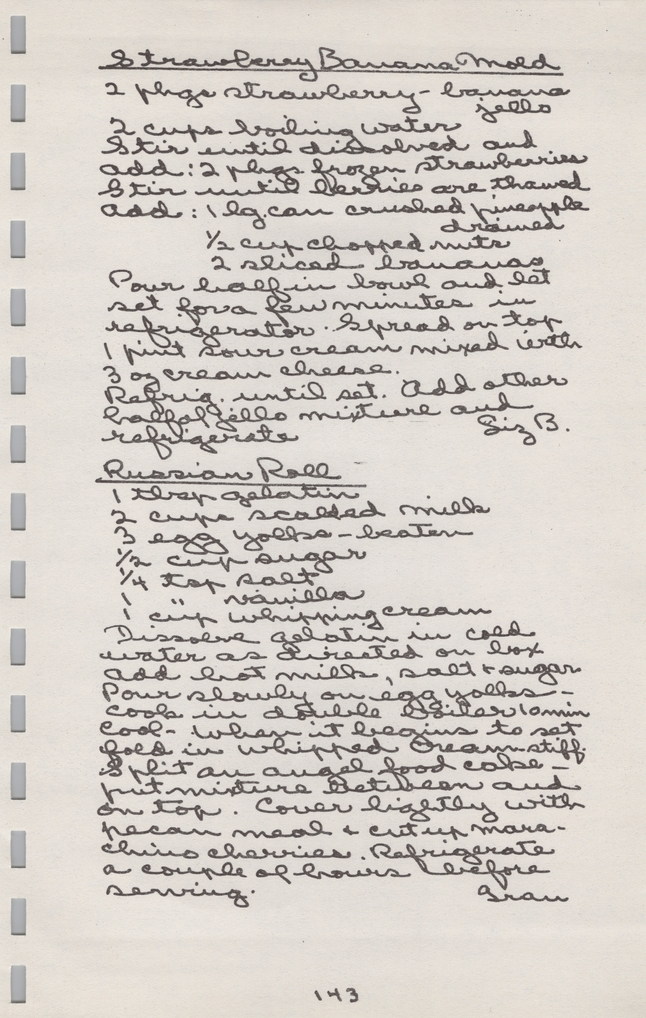 Strawberry Banana Mold
2 pkgs strawberry-banana
jello
2 cups boiling water
Stir until dissolved and
add: 2 pkgs frozen strawberries
Stir until berries are thawed
add: 1 lg. can crushed pineapple
drained
1/2 cup chopped nuts
2 sliced bananas
Pour half in bowl and let
set for a few minutes in
refrigerator. Spread on top
1 pint sour cream mixed with
3 oz cream cheese.
Refrig. until set. Add other
half of jello mixture and
refrigerate Siz B.
Russian Roll
1 tbsp gelatin
2 cups scalded milk
3 egg yolks - beaten
1/2 cup sugar
1/4 tsp salt
1 " vanilla
1 cup whipping cream
Dissolve gelatin in cold
water as directed on box
add hot milk, salt + sugar
Pour slowly on egg yolks -
cook in double boiler 10 min
Cool - when it begins to set
fold in whipped cream - stiff
Split an angel food cake -
put mixture between and
on top. Cover lightly with
pecan meal + cut up mara-
chino cherries. Refrigerate
a couple of hours before
serving. Gran
143